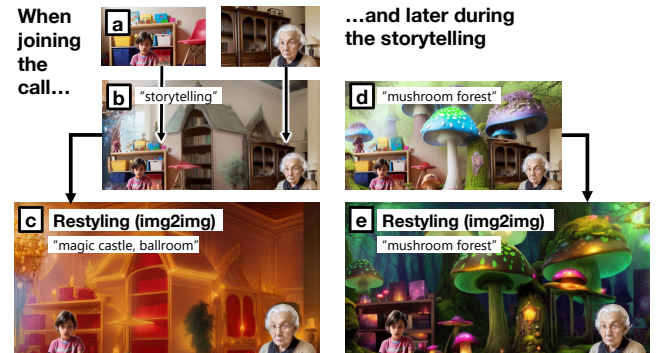 When
joining
the
call…
…and later during
the storytelling
a
b
"storytelling"
c
Restyling (img2img)
"magic castle, ballroom"
d
"mushroom forest"
e
Restyling (img2img)
"mushroom forest"